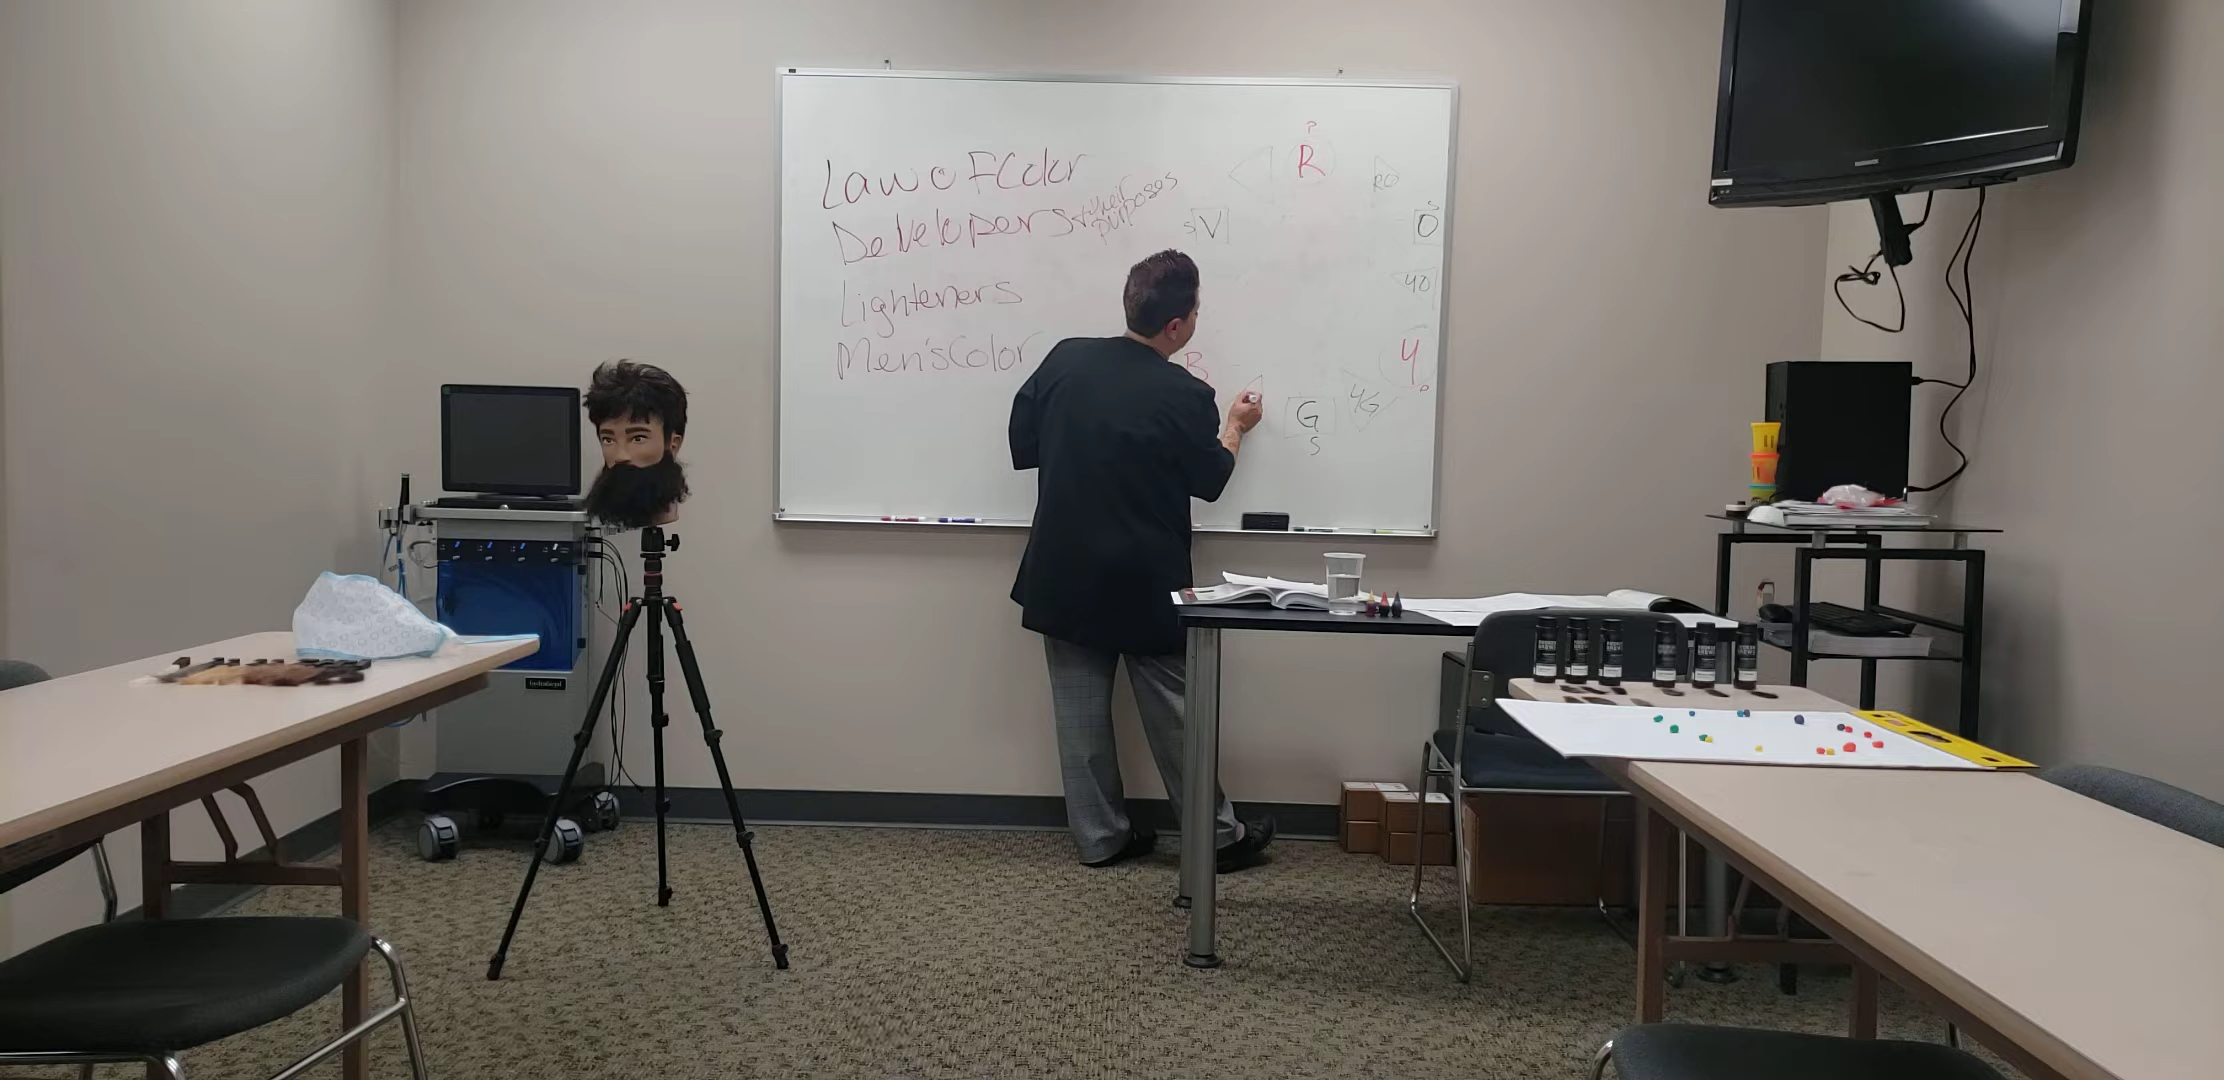 Law oF Color
Developers + their
purposes
Lighteners
Men's Color
P
R
RO
S
O
S V
YO
B
Y
P
YG
G
S